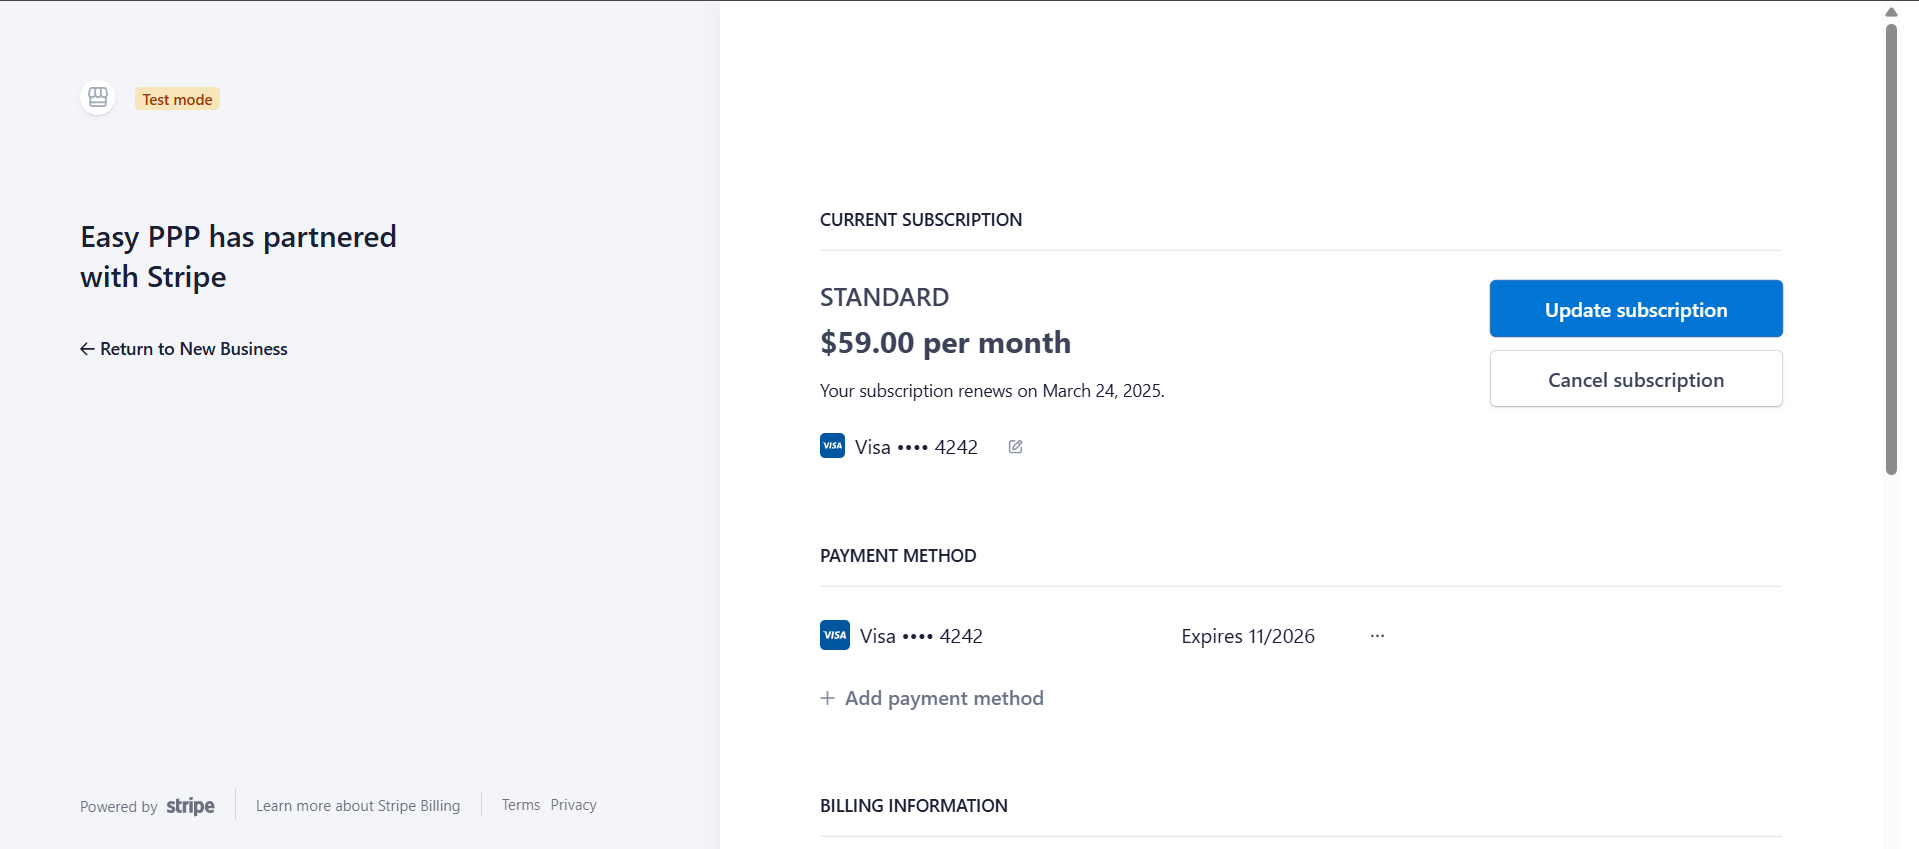 Test mode
Easy PPP has partnered
with Stripe
← Return to New Business
Powered by stripe
Learn more about Stripe Billing
Terms Privacy
CURRENT SUBSCRIPTION
STANDARD
$59.00 per month
Your subscription renews on March 24, 2025.
VISA Visa •••• 4242
Update subscription
Cancel subscription
PAYMENT METHOD
VISA Visa •••• 4242 Expires 11/2026 ···
+ Add payment method
BILLING INFORMATION